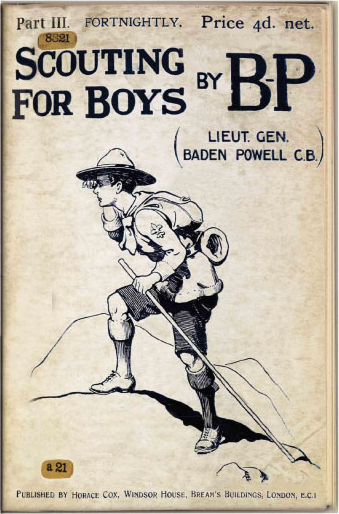 Part III. FORTNIGHTLY. Price 4d. net.
8821
SCOUTING
FOR BOYS
BY B-P
(LIEUT. GEN.
BADEN POWELL C.B.)
a 21
PUBLISHED BY HORACE COX, WINDSOR HOUSE, BREAM'S BUILDINGS, LONDON, E.C.